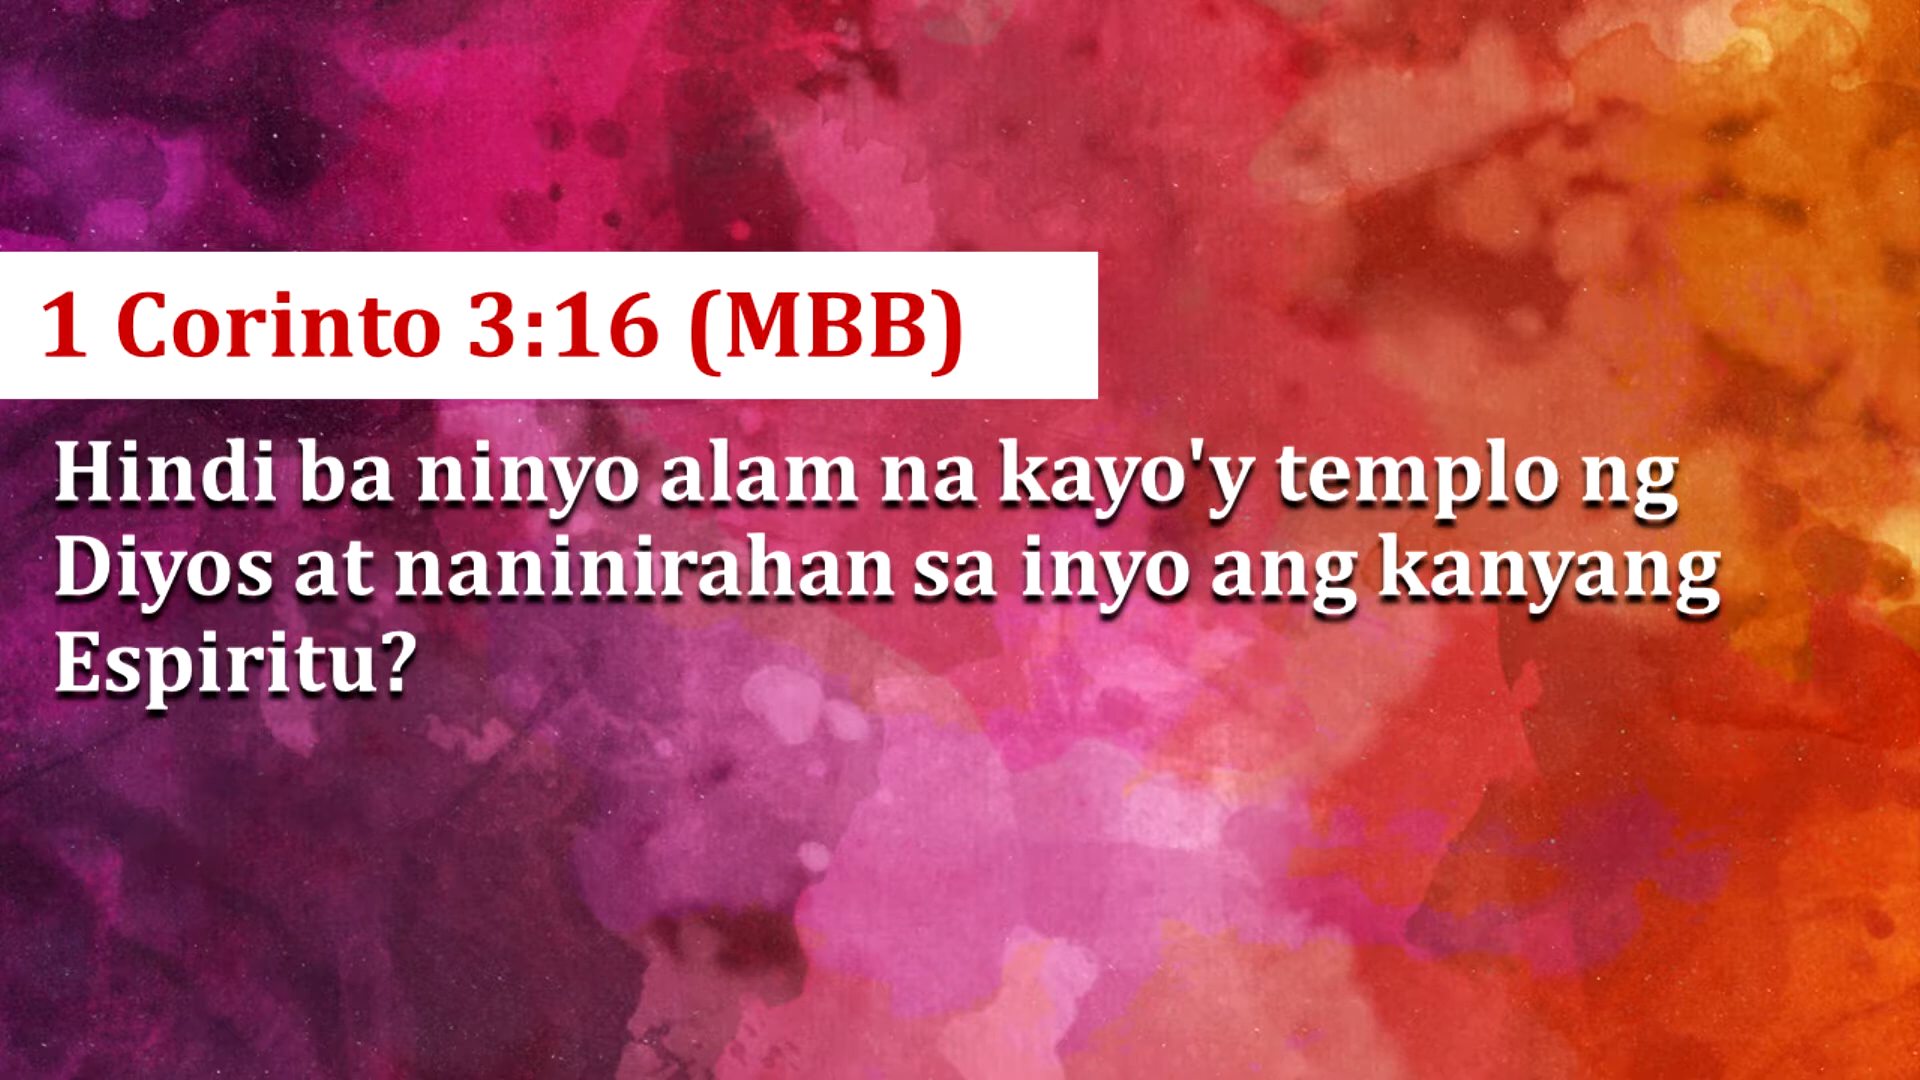 1 Corinto 3:16 (MBB)
Hindi ba ninyo alam na kayo'y templo ng
Diyos at naninirahan sa inyo ang kanyang
Espiritu?